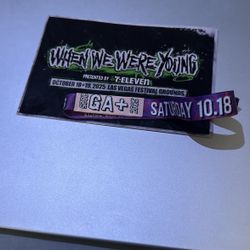 WHEN WE WERE YOUNG
PRESENTED BY 7-ELEVEN
OCTOBER 18+19, 2025 LAS VEGAS FESTIVAL GROUNDS
GA+ SATURDAY 10.18